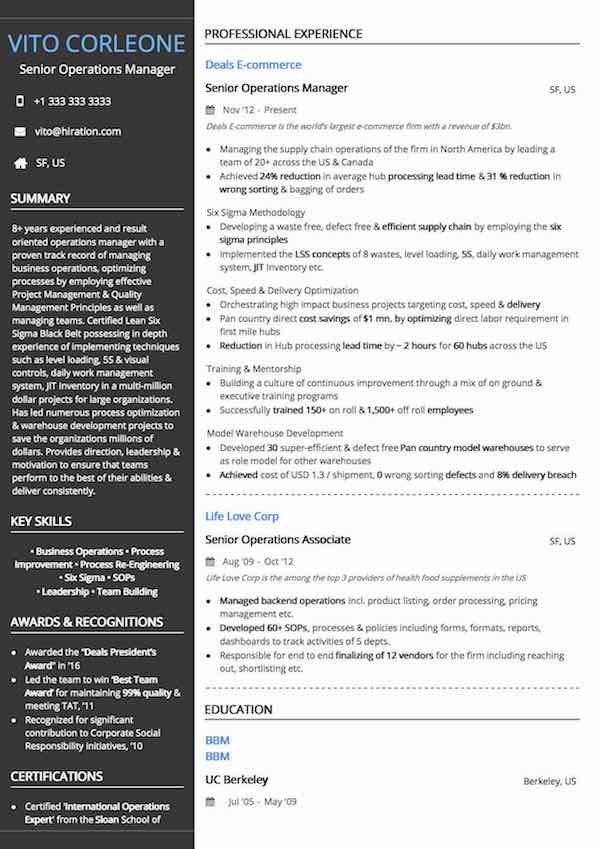 VITO CORLEONE
Senior Operations Manager
+1 333 333 3333
vito@hiration.com
SF, US
SUMMARY
8+ years experienced and result
oriented operations manager with a
proven track record of managing
business operations, optimizing
processes by employing effective
Project Management & Quality
Management Principles as well as
managing teams. Certified Lean Six
Sigma Black Belt possessing in depth
experience of implementing techniques
such as level loading, 5S & visual
controls, daily work management
system, JIT Inventory in a multi-million
dollar projects for large organizations.
Has led numerous process optimization
& warehouse development projects to
save the organizations millions of
dollars. Provides direction, leadership &
motivation to ensure that teams
perform to the best of their abilities &
deliver consistently.
KEY SKILLS
• Business Operations • Process
Improvement • Process Re-Engineering
• Six Sigma • SOPs
• Leadership • Team Building
AWARDS & RECOGNITIONS
• Awarded the "Deals President's
Award" in '16
• Led the team to win 'Best Team
Award' for maintaining 99% quality &
meeting TAT, '11
• Recognized for significant
contribution to Corporate Social
Responsibility initiatives, '10
CERTIFICATIONS
• Certified 'International Operations
Expert' from the Sloan School of
PROFESSIONAL EXPERIENCE
Deals E-commerce
Senior Operations Manager SF, US
Nov '12 - Present
Deals E-commerce is the world's largest e-commerce firm with a revenue of $3bn.
• Managing the supply chain operations of the firm in North America by leading a
team of 20+ across the US & Canada
• Achieved 24% reduction in average hub processing lead time & 31 % reduction in
wrong sorting & bagging of orders
Six Sigma Methodology
• Developing a waste free, defect free & efficient supply chain by employing the six
sigma principles
• Implemented the LSS concepts of 8 wastes, level loading, 5S, daily work management
system, JIT Inventory etc.
Cost, Speed & Delivery Optimization
• Orchestrating high impact business projects targeting cost, speed & delivery
• Pan country direct cost savings of $1 mn. by optimizing direct labor requirement in
first mile hubs
• Reduction in Hub processing lead time by ~ 2 hours for 60 hubs across the US
Training & Mentorship
• Building a culture of continuous improvement through a mix of on ground &
executive training programs
• Successfully trained 150+ on roll & 1,500+ off roll employees
Model Warehouse Development
• Developed 30 super-efficient & defect free Pan country model warehouses to serve
as role model for other warehouses
• Achieved cost of USD 1.3 / shipment, 0 wrong sorting defects and 8% delivery breach
Life Love Corp
Senior Operations Associate SF, US
Aug '09 - Oct '12
Life Love Corp is the among the top 3 providers of health food supplements in the US
• Managed backend operations incl. product listing, order processing, pricing
management etc.
• Developed 60+ SOPs, processes & policies including forms, formats, reports,
dashboards to track activities of 5 depts.
• Responsible for end to end finalizing of 12 vendors for the firm including reaching
out, shortlisting etc.
EDUCATION
BBM
BBM
UC Berkeley Berkeley, US
Jul '05 - May '09